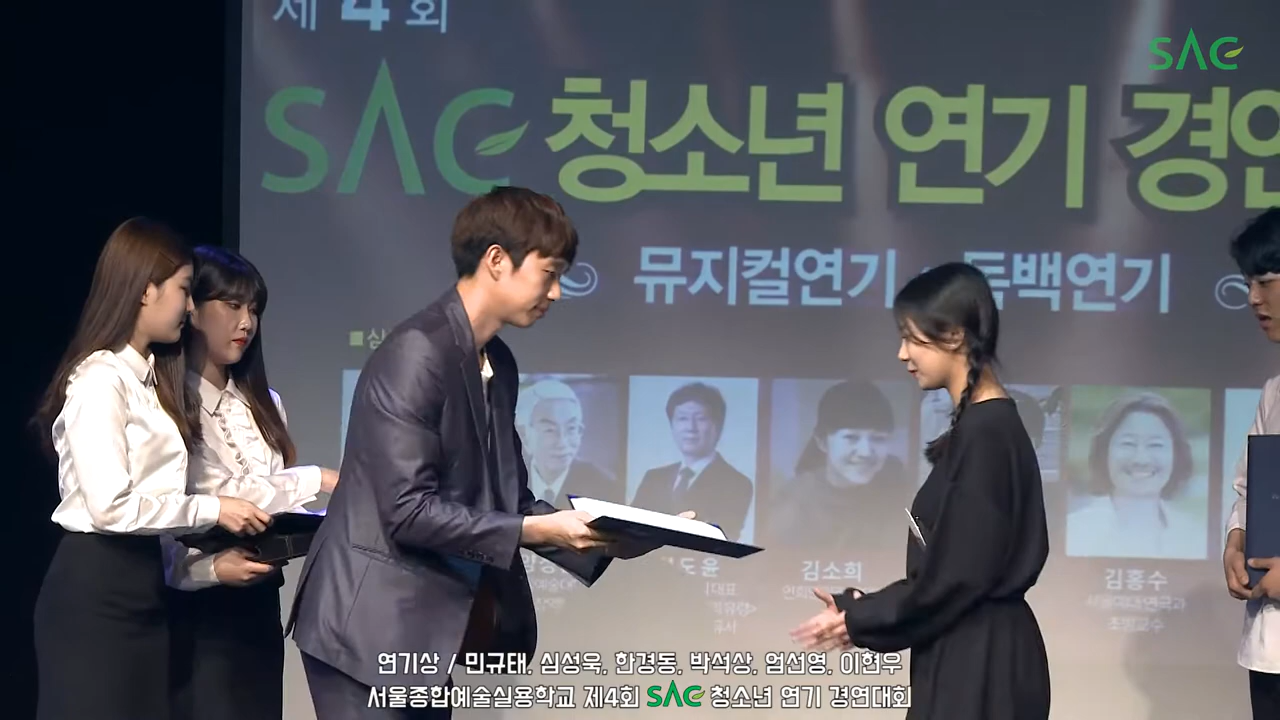 제 4 회
SAC
SAC 청소년 연기 경연
뮤지컬연기 독백연기
김소희 김홍수
연기상 / 민규태, 심성욱, 한경동, 박석상, 엄선영, 이현우
서울종합예술실용학교 제4회 SAC 청소년 연기 경연대회